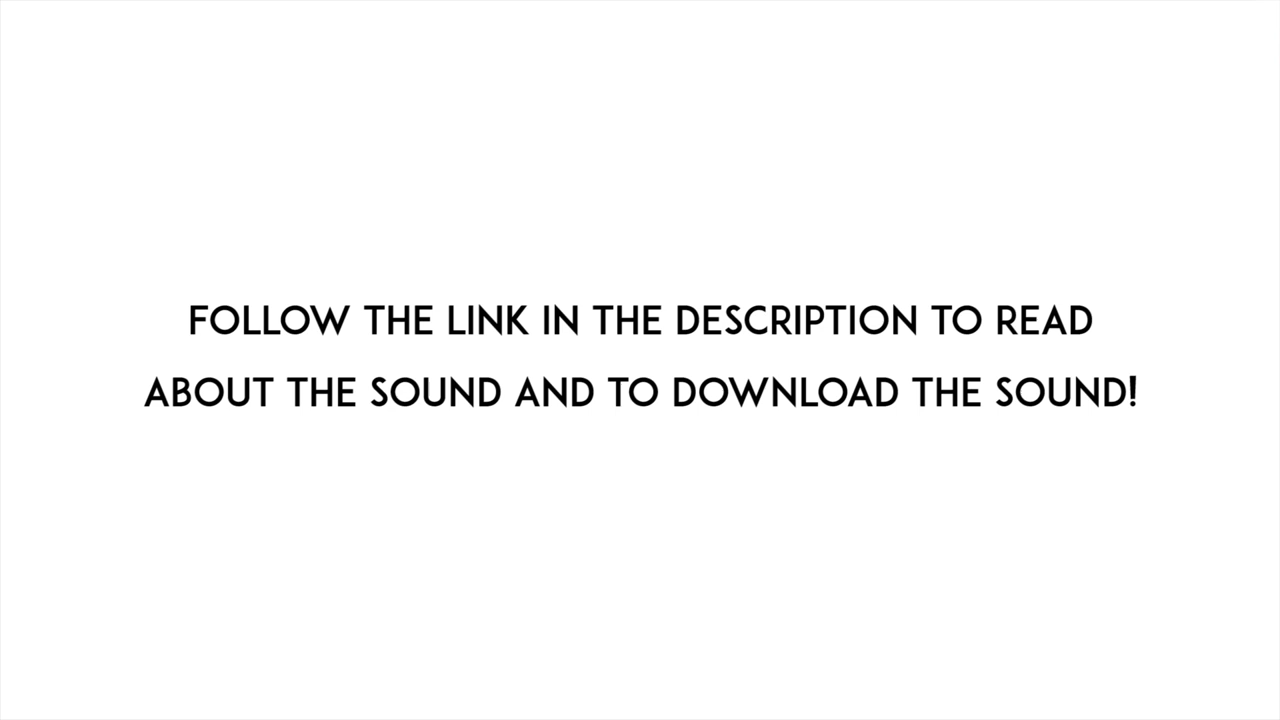 FOLLOW THE LINK IN THE DESCRIPTION TO READ
ABOUT THE SOUND AND TO DOWNLOAD THE SOUND!